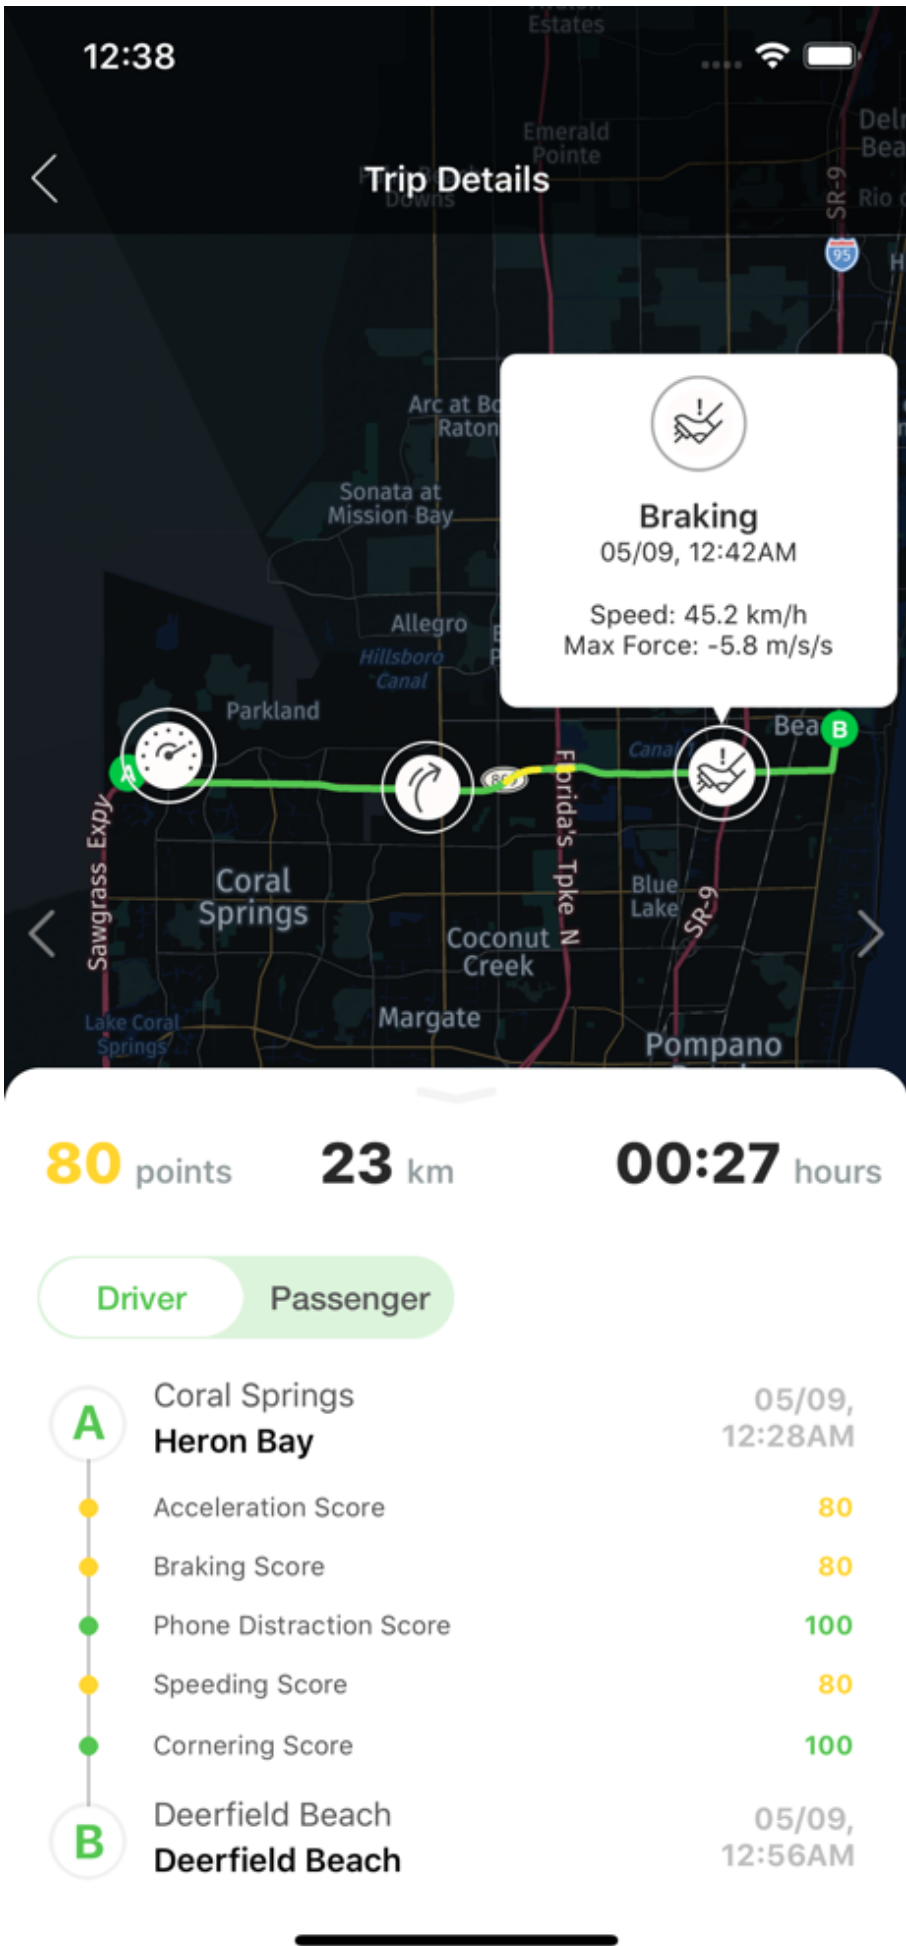 12:38
Estates
Emerald
Pointe
Trip Details
Downs
SR-9
95
Arc at
Raton
Sonata at
Mission Bay
Braking
05/09, 12:42AM
Speed: 45.2 km/h
Max Force: -5.8 m/s/s
Allegro
Hillsboro
Canal
Parkland
Canal
B
A
Sawgrass Expy
Florida's Tpke N
Coral
Springs
Blue
Lake
SR-9
Coconut
Creek
Margate
Lake Coral
Springs
Pompano
80 points
23 km
00:27 hours
Driver
Passenger
A
Coral Springs
Heron Bay
05/09,
12:28AM
Acceleration Score
80
Braking Score
80
Phone Distraction Score
100
Speeding Score
80
Cornering Score
100
B
Deerfield Beach
Deerfield Beach
05/09,
12:56AM